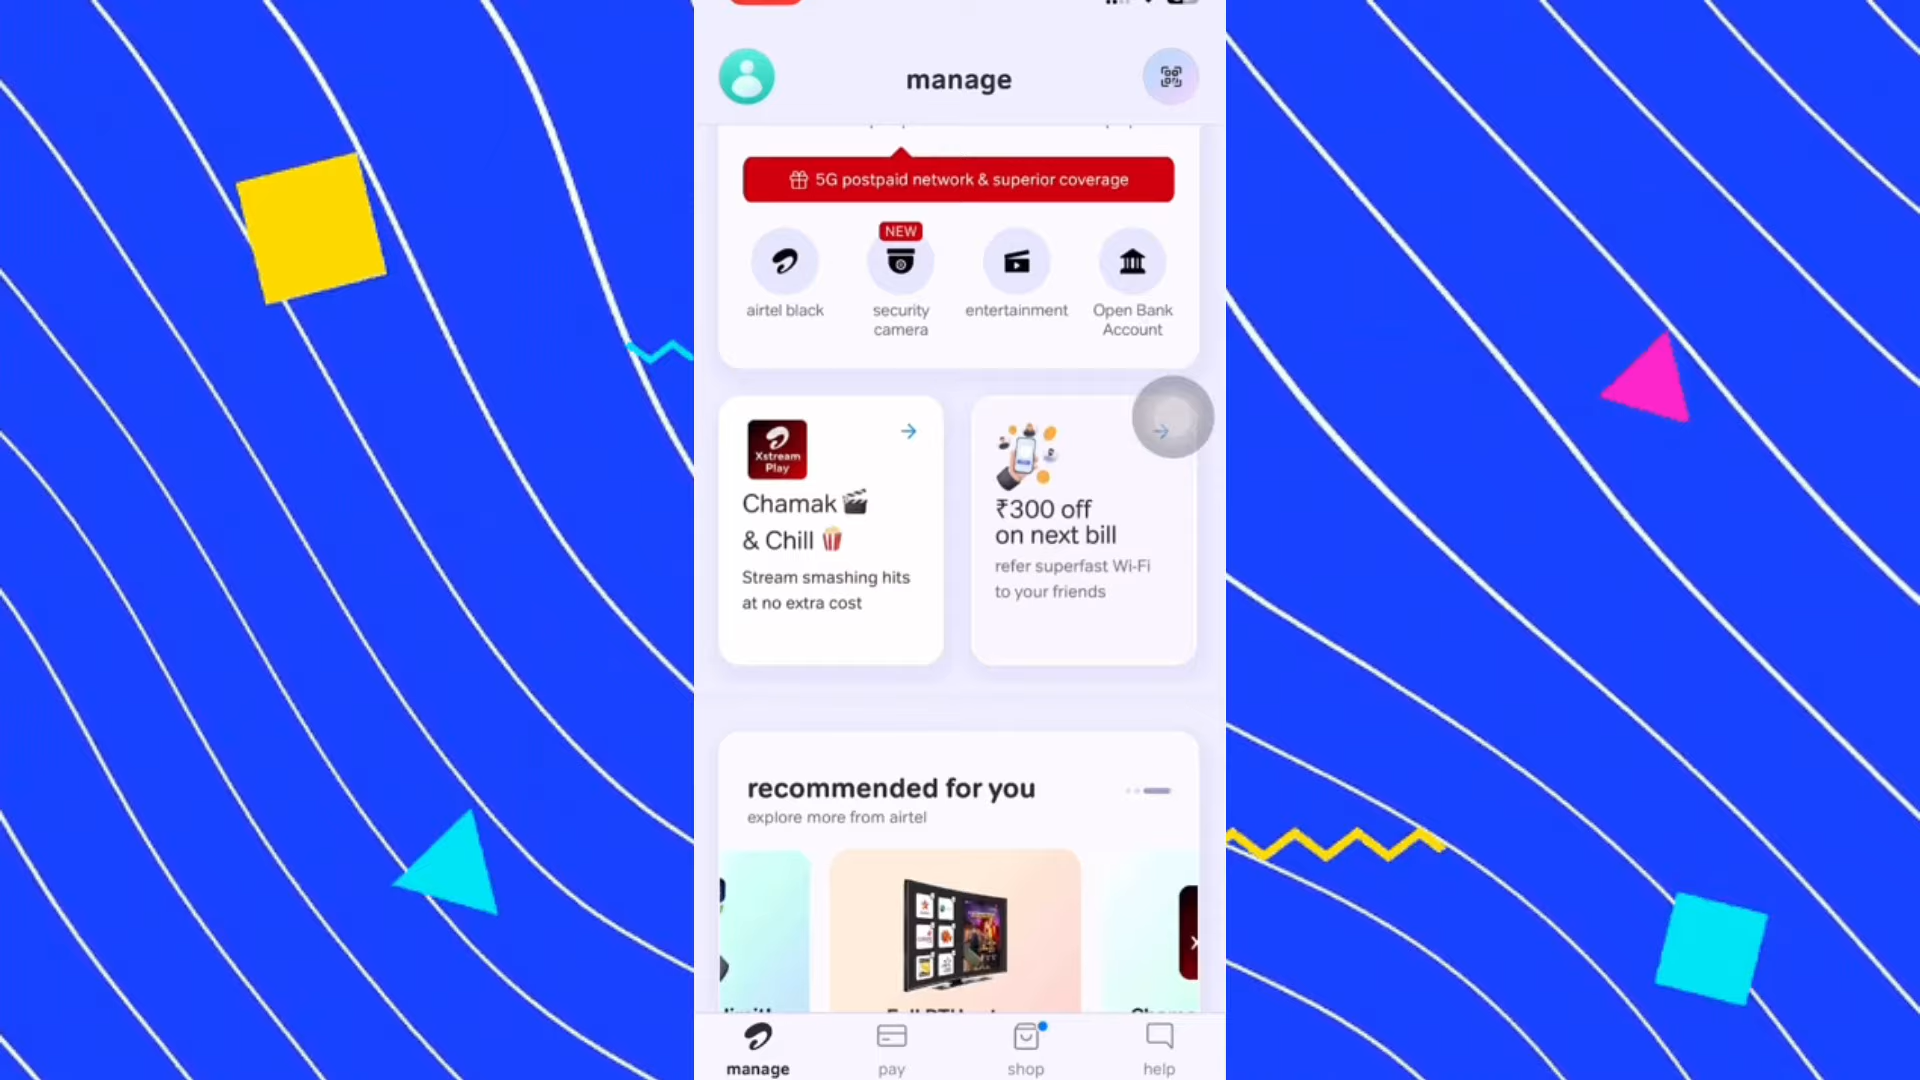 manage
5G postpaid network & superior coverage
NEW
airtel black
security
camera
entertainment
Open Bank
Account
Xstream
Play
Chamak
& Chill
Stream smashing hits
at no extra cost
₹300 off
on next bill
refer superfast Wi-Fi
to your friends
recommended for you
explore more from airtel
manage
pay
shop
help